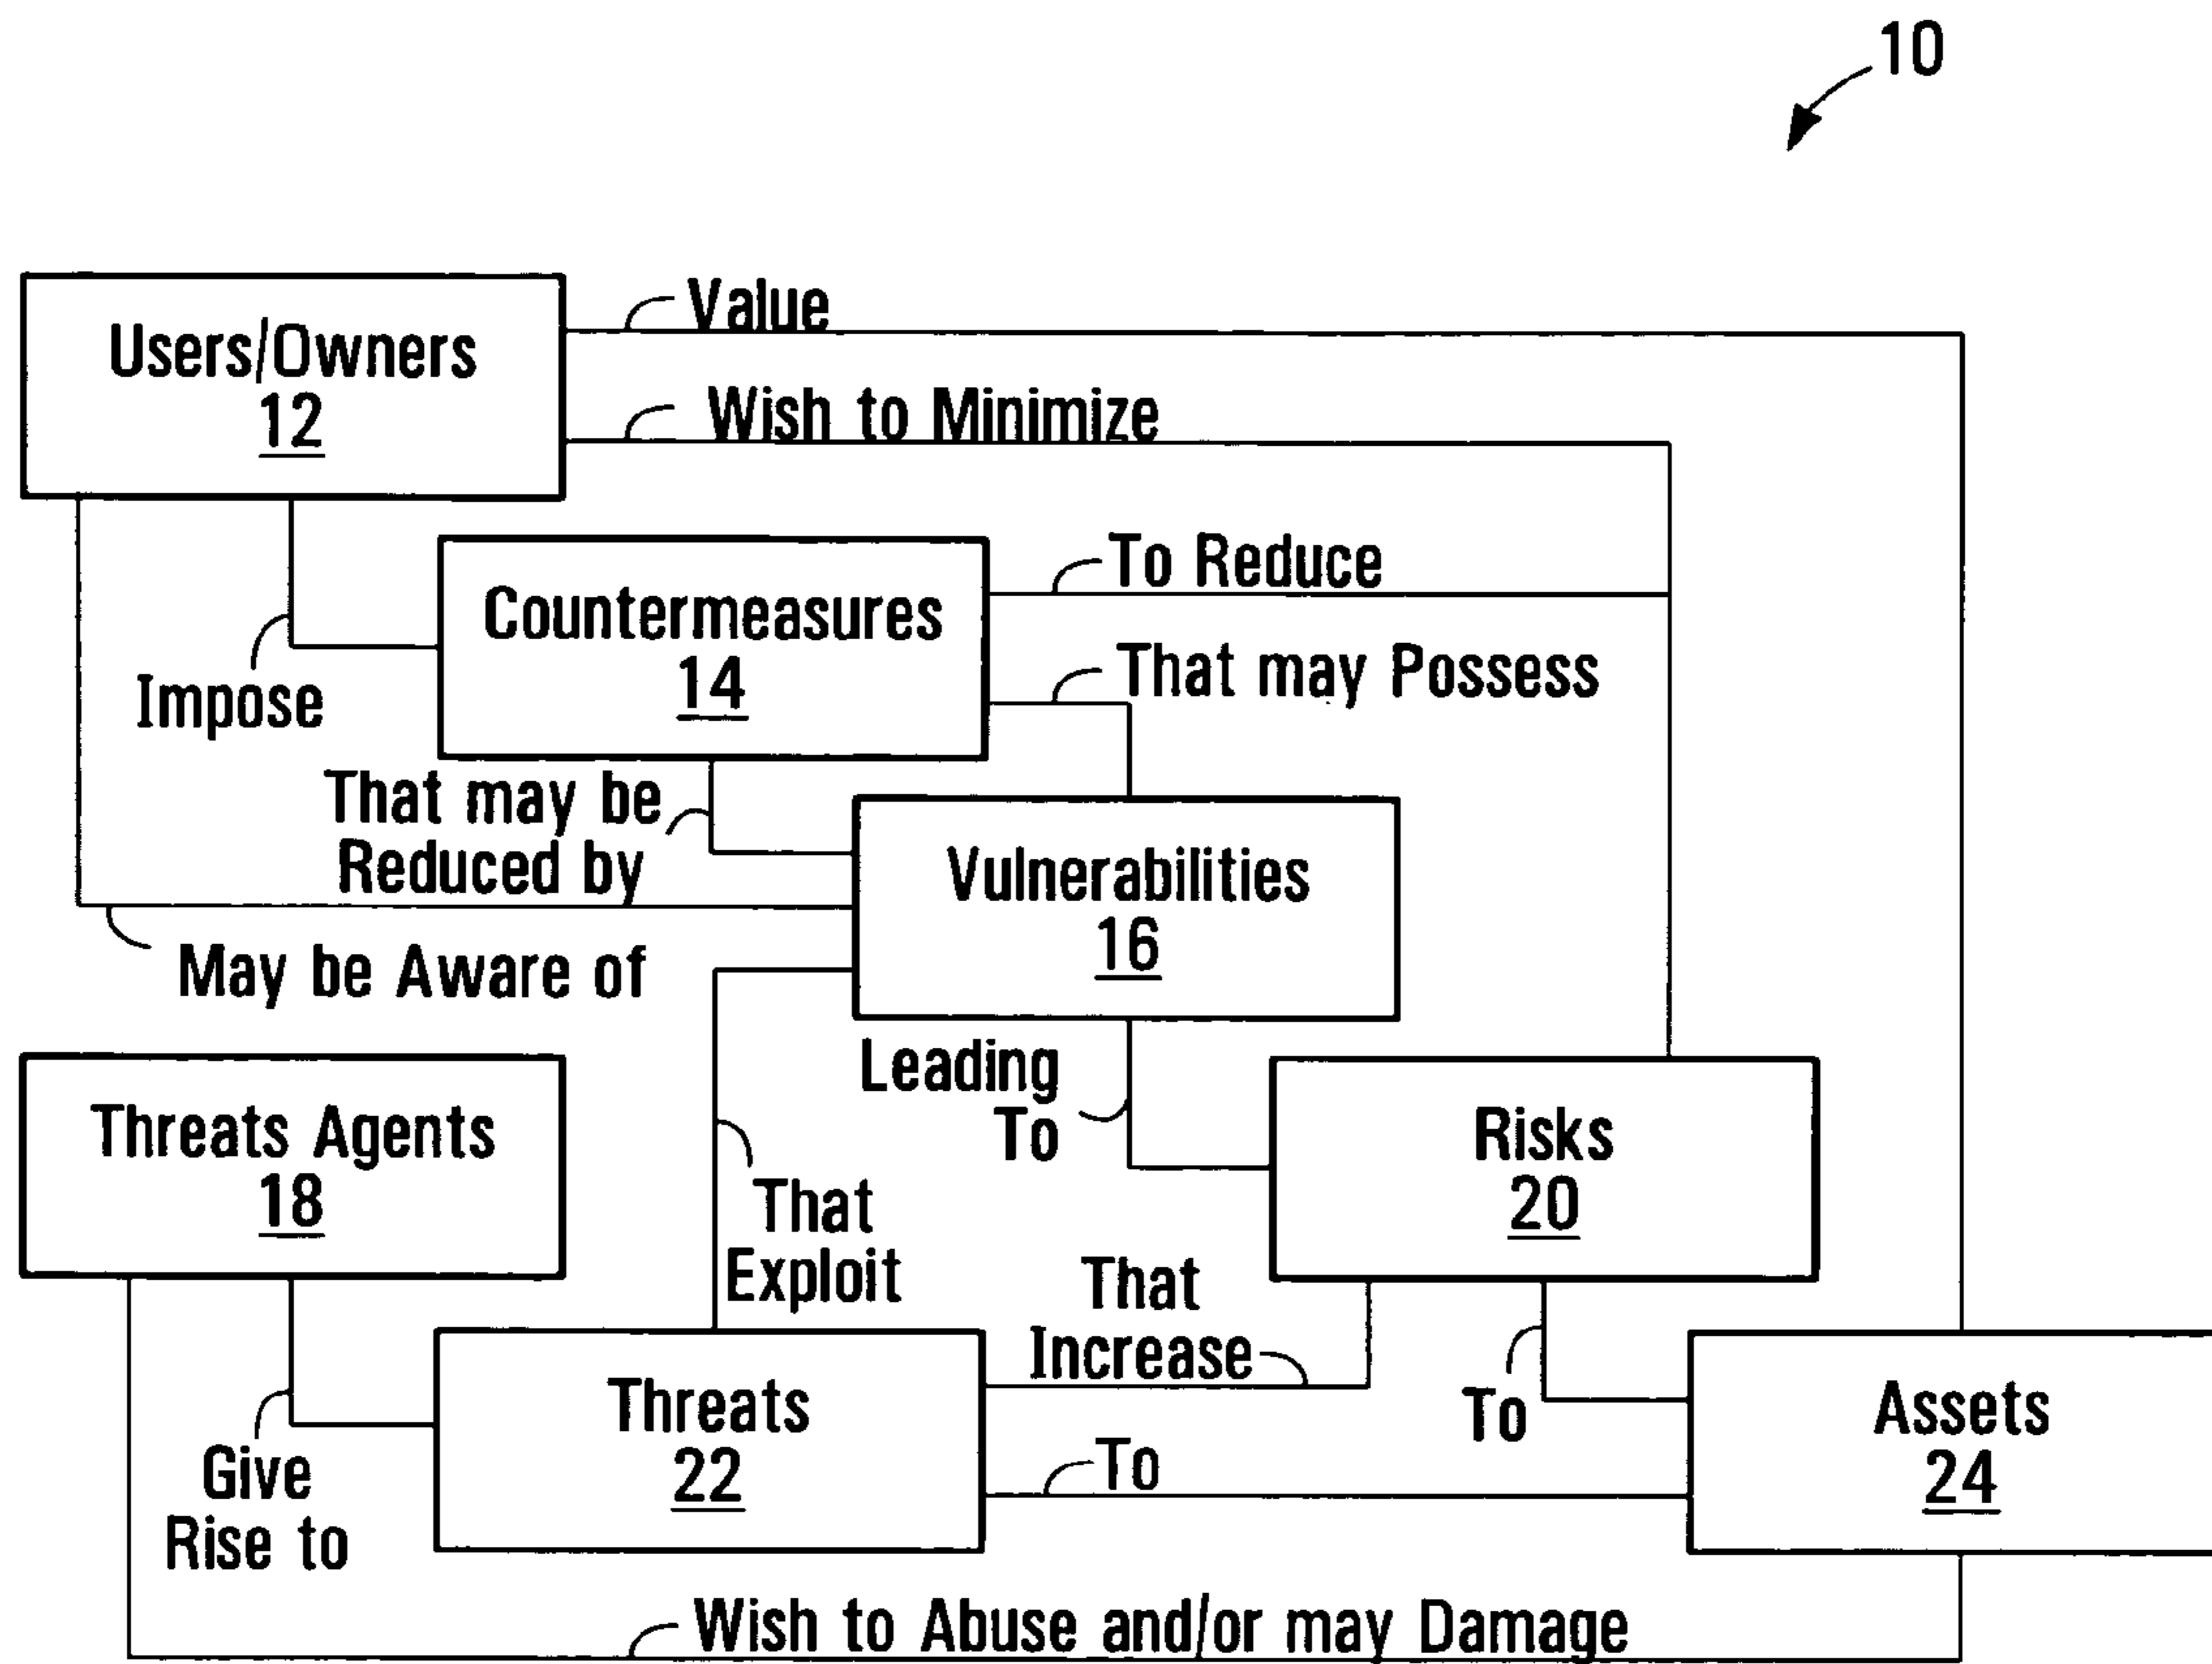 10
Value
Users/Owners
12
Wish to Minimize
To Reduce
Countermeasures
14
That may Possess
Impose
That may be
Reduced by
Vulnerabilities
16
May be Aware of
Leading
To
Threats Agents
18
Risks
20
That
Exploit
That
Increase
To
Threats
22
Assets
24
To
Give
Rise to
Wish to Abuse and/or may Damage